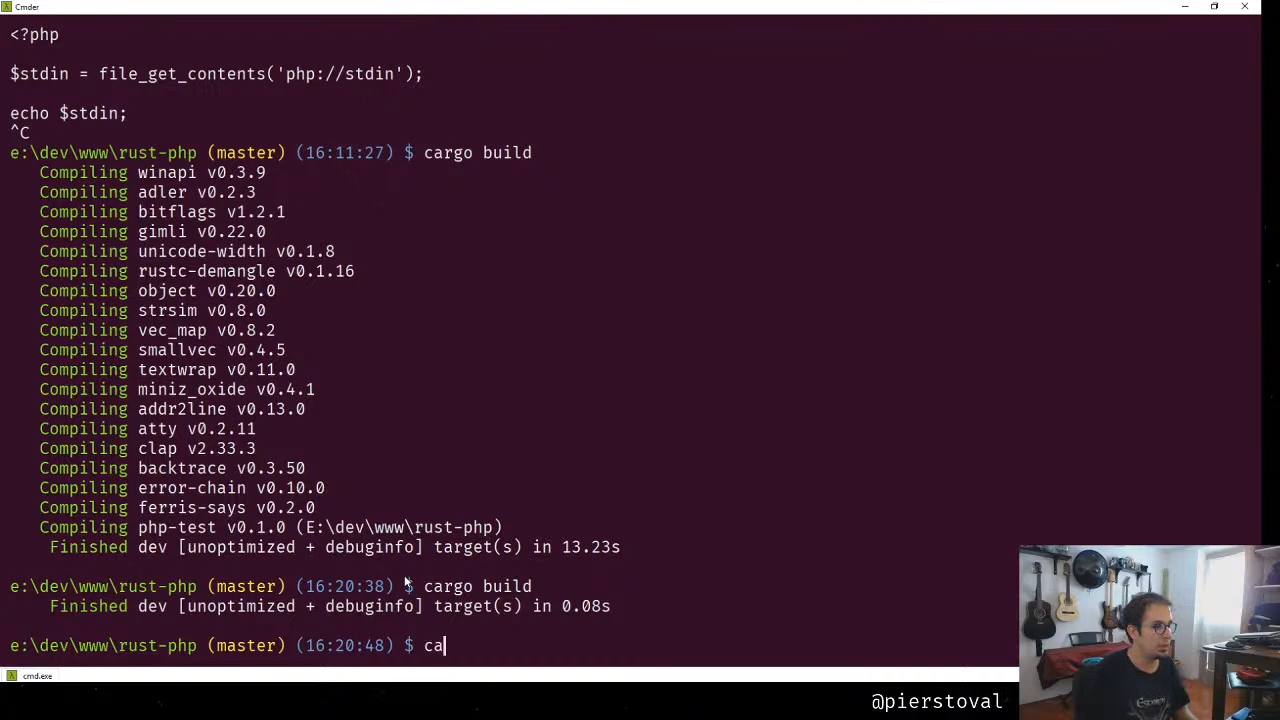 Cmder
<?php
$stdin = file_get_contents('php://stdin');
echo $stdin;
^C
e:\dev\www\rust-php (master) (16:11:27) $ cargo build
Compiling winapi v0.3.9
Compiling adler v0.2.3
Compiling bitflags v1.2.1
Compiling gimli v0.22.0
Compiling unicode-width v0.1.8
Compiling rustc-demangle v0.1.16
Compiling object v0.20.0
Compiling strsim v0.8.0
Compiling vec_map v0.8.2
Compiling smallvec v0.4.5
Compiling textwrap v0.11.0
Compiling miniz_oxide v0.4.1
Compiling addr2line v0.13.0
Compiling atty v0.2.11
Compiling clap v2.33.3
Compiling backtrace v0.3.50
Compiling error-chain v0.10.0
Compiling ferris-says v0.2.0
Compiling php-test v0.1.0 (E:\dev\www\rust-php)
Finished dev [unoptimized + debuginfo] target(s) in 13.23s
e:\dev\www\rust-php (master) (16:20:38) $ cargo build
Finished dev [unoptimized + debuginfo] target(s) in 0.08s
e:\dev\www\rust-php (master) (16:20:48) $ ca
cmd.exe
@pierstoval